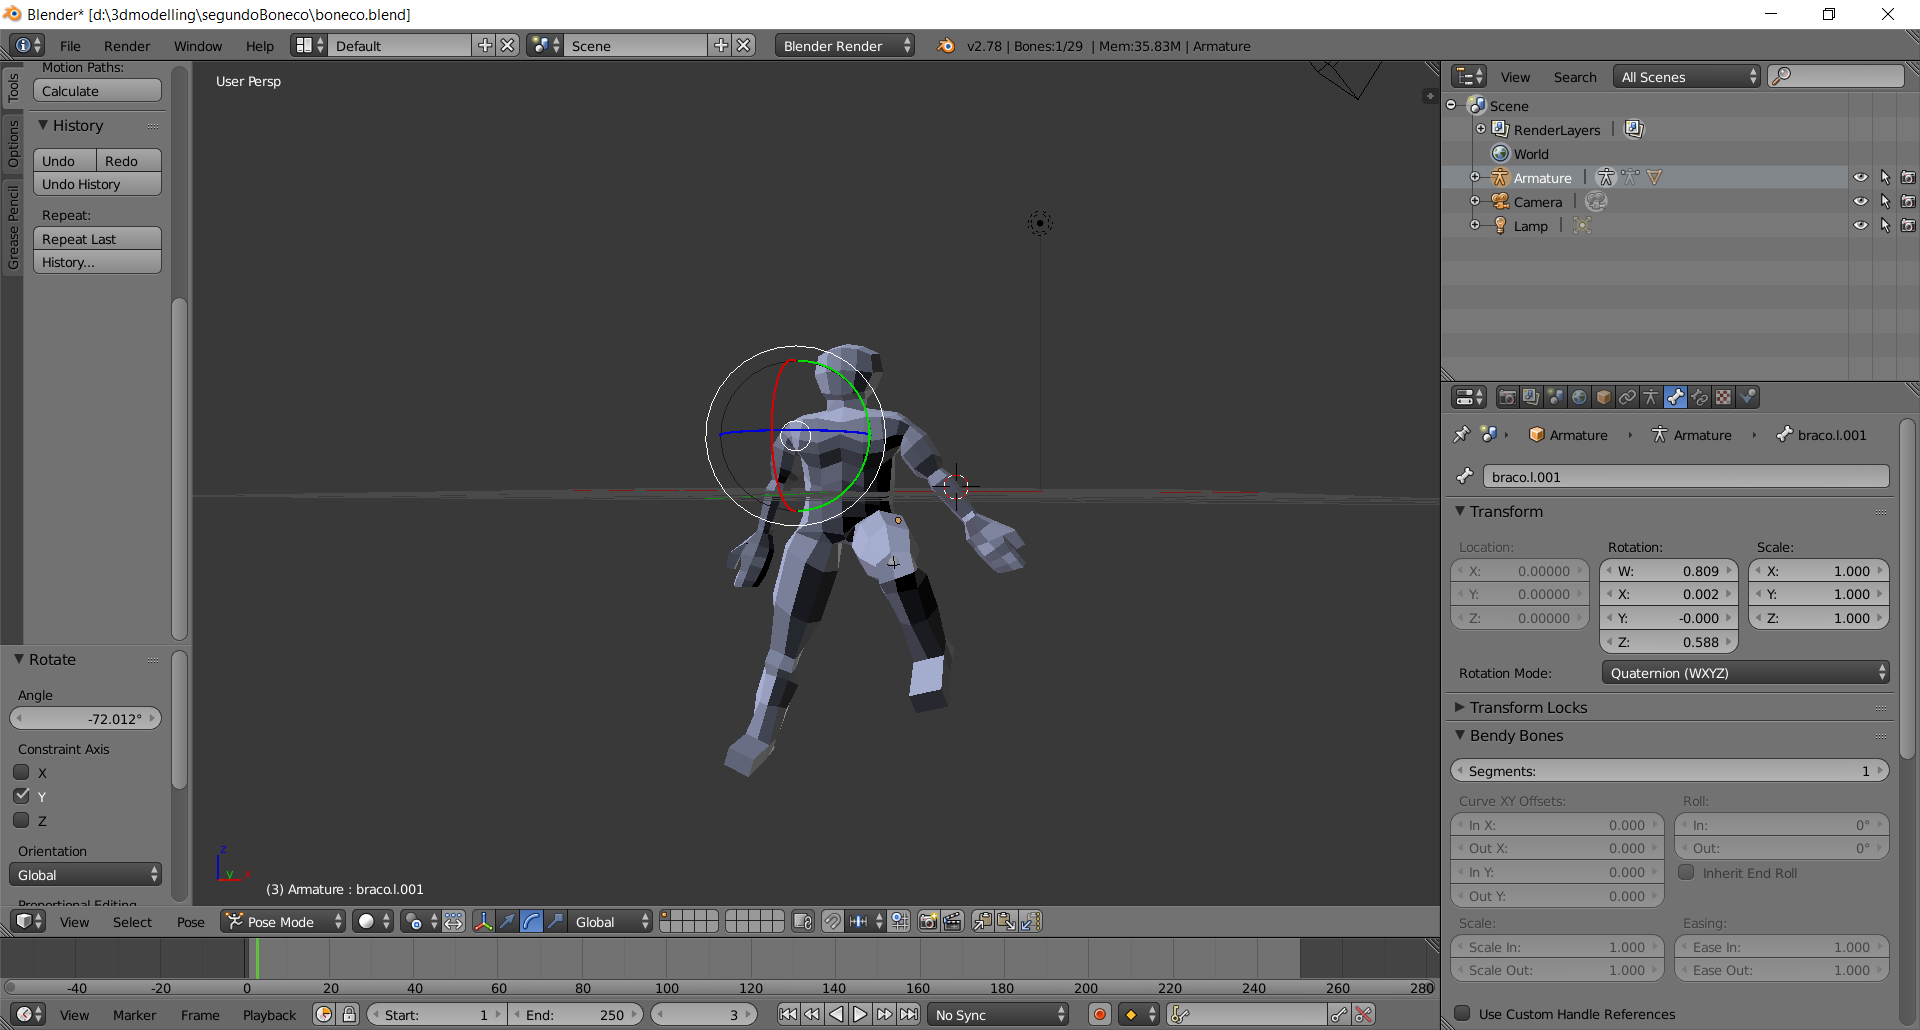 Blender* [d:\3dmodelling\segundoBoneco\boneco.blend]
File Render Window Help Default Scene Blender Render v2.78 | Bones:1/29 | Mem:35.83M | Armature
Tools
Options
Grease Pencil
Motion Paths:
Calculate
History
Undo Redo
Undo History
Repeat:
Repeat Last
History...
Rotate
Angle
-72.012°
Constraint Axis
X
Y
Z
Orientation
Global
Proportional Editing
User Persp
z
y
x
(3) Armature : braco.l.001
View Select Pose Pose Mode Global
-40 -20 0 20 40 60 80 100 120 140 160 180 200 220 240 260 280
View Marker Frame Playback Start: 1 End: 250 3 No Sync
View Search All Scenes
Scene
RenderLayers |
World
Armature |
Camera |
Lamp |
Armature Armature braco.l.001
braco.l.001
Transform
Location: Rotation: Scale:
X: 0.00000 W: 0.809 X: 1.000
Y: 0.00000 X: 0.002 Y: 1.000
Z: 0.00000 Y: -0.000 Z: 1.000
Z: 0.588
Rotation Mode: Quaternion (WXYZ)
Transform Locks
Bendy Bones
Segments: 1
Curve XY Offsets: Roll:
In X: 0.000 In: 0°
Out X: 0.000 Out: 0°
In Y: 0.000 Inherit End Roll
Out Y: 0.000
Scale: Easing:
Scale In: 1.000 Ease In: 1.000
Scale Out: 1.000 Ease Out: 1.000
Use Custom Handle References